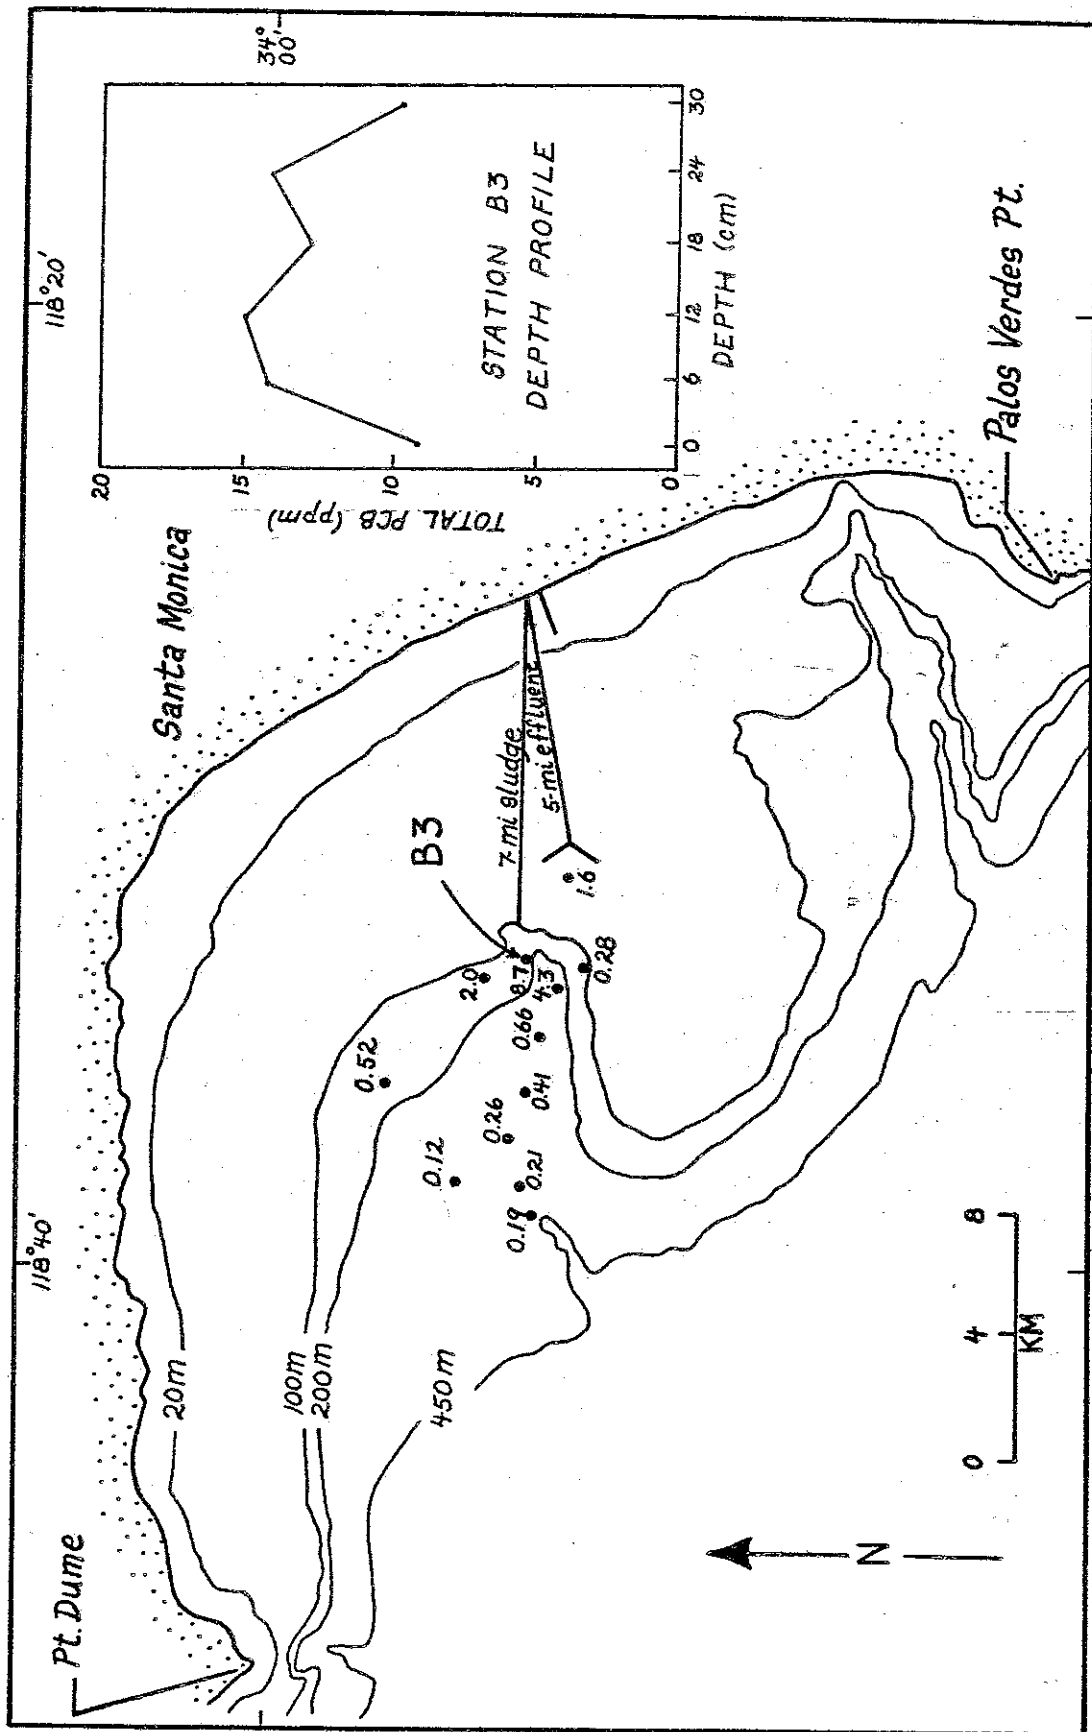 118°40'
118°20'
34°
00'
Pt. Dume
Santa Monica
20m
100m
200m
450m
B3
7-mi sludge
5-mi effluent
2.0
8.7
4.3
0.28
1.6
0.66
0.52
0.41
0.26
0.12
0.21
0.19
Palos Verdes Pt.
N
0 4 8
KM
TOTAL PCB (ppm)
20
15
10
5
0
STATION B3
DEPTH PROFILE
0 6 12 18 24 30
DEPTH (cm)